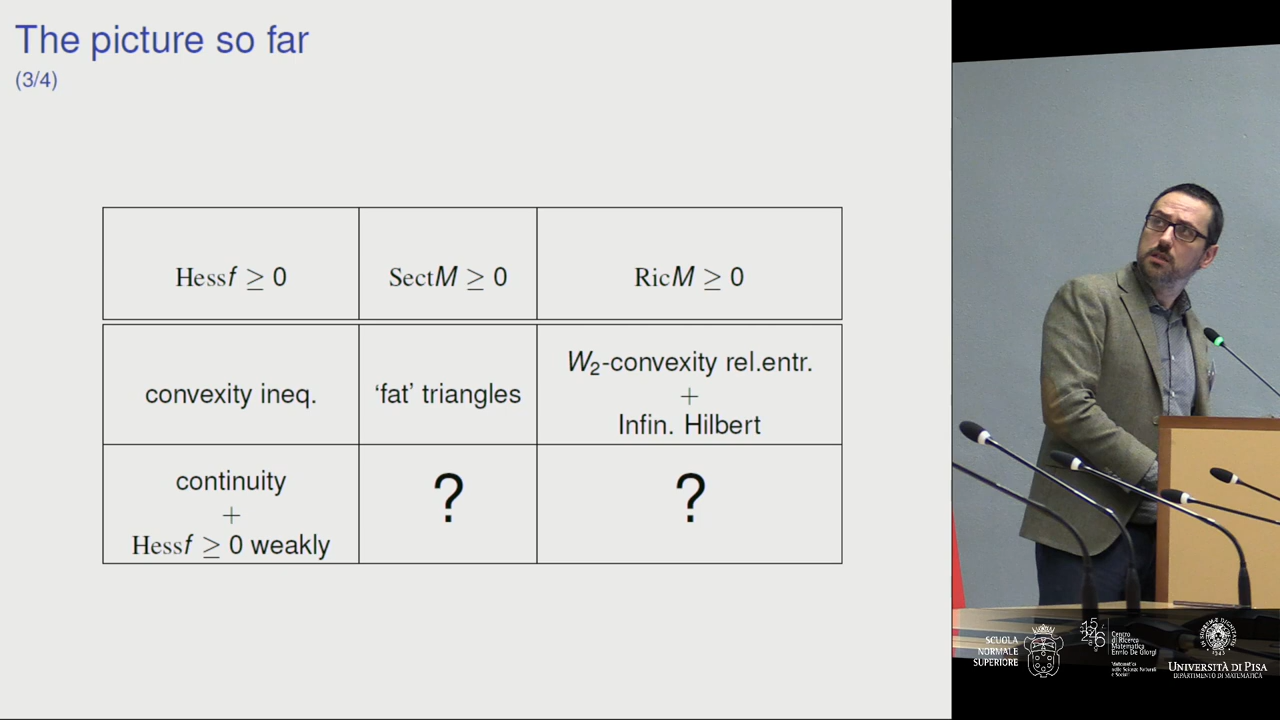 The picture so far
(3/4)
Hessf ≥ 0
SectM ≥ 0
RicM ≥ 0
convexity ineq.
‘fat’ triangles
W₂-convexity rel.entr.
+
Infin. Hilbert
continuity
+
Hessf ≥ 0 weakly
?
?
SCUOLA
NORMALE
SUPERIORE
Centro
di Ricerca
Matematica
Ennio De Giorgi
UNIVERSITÀ DI PISA
DIPARTIMENTO DI MATEMATICA